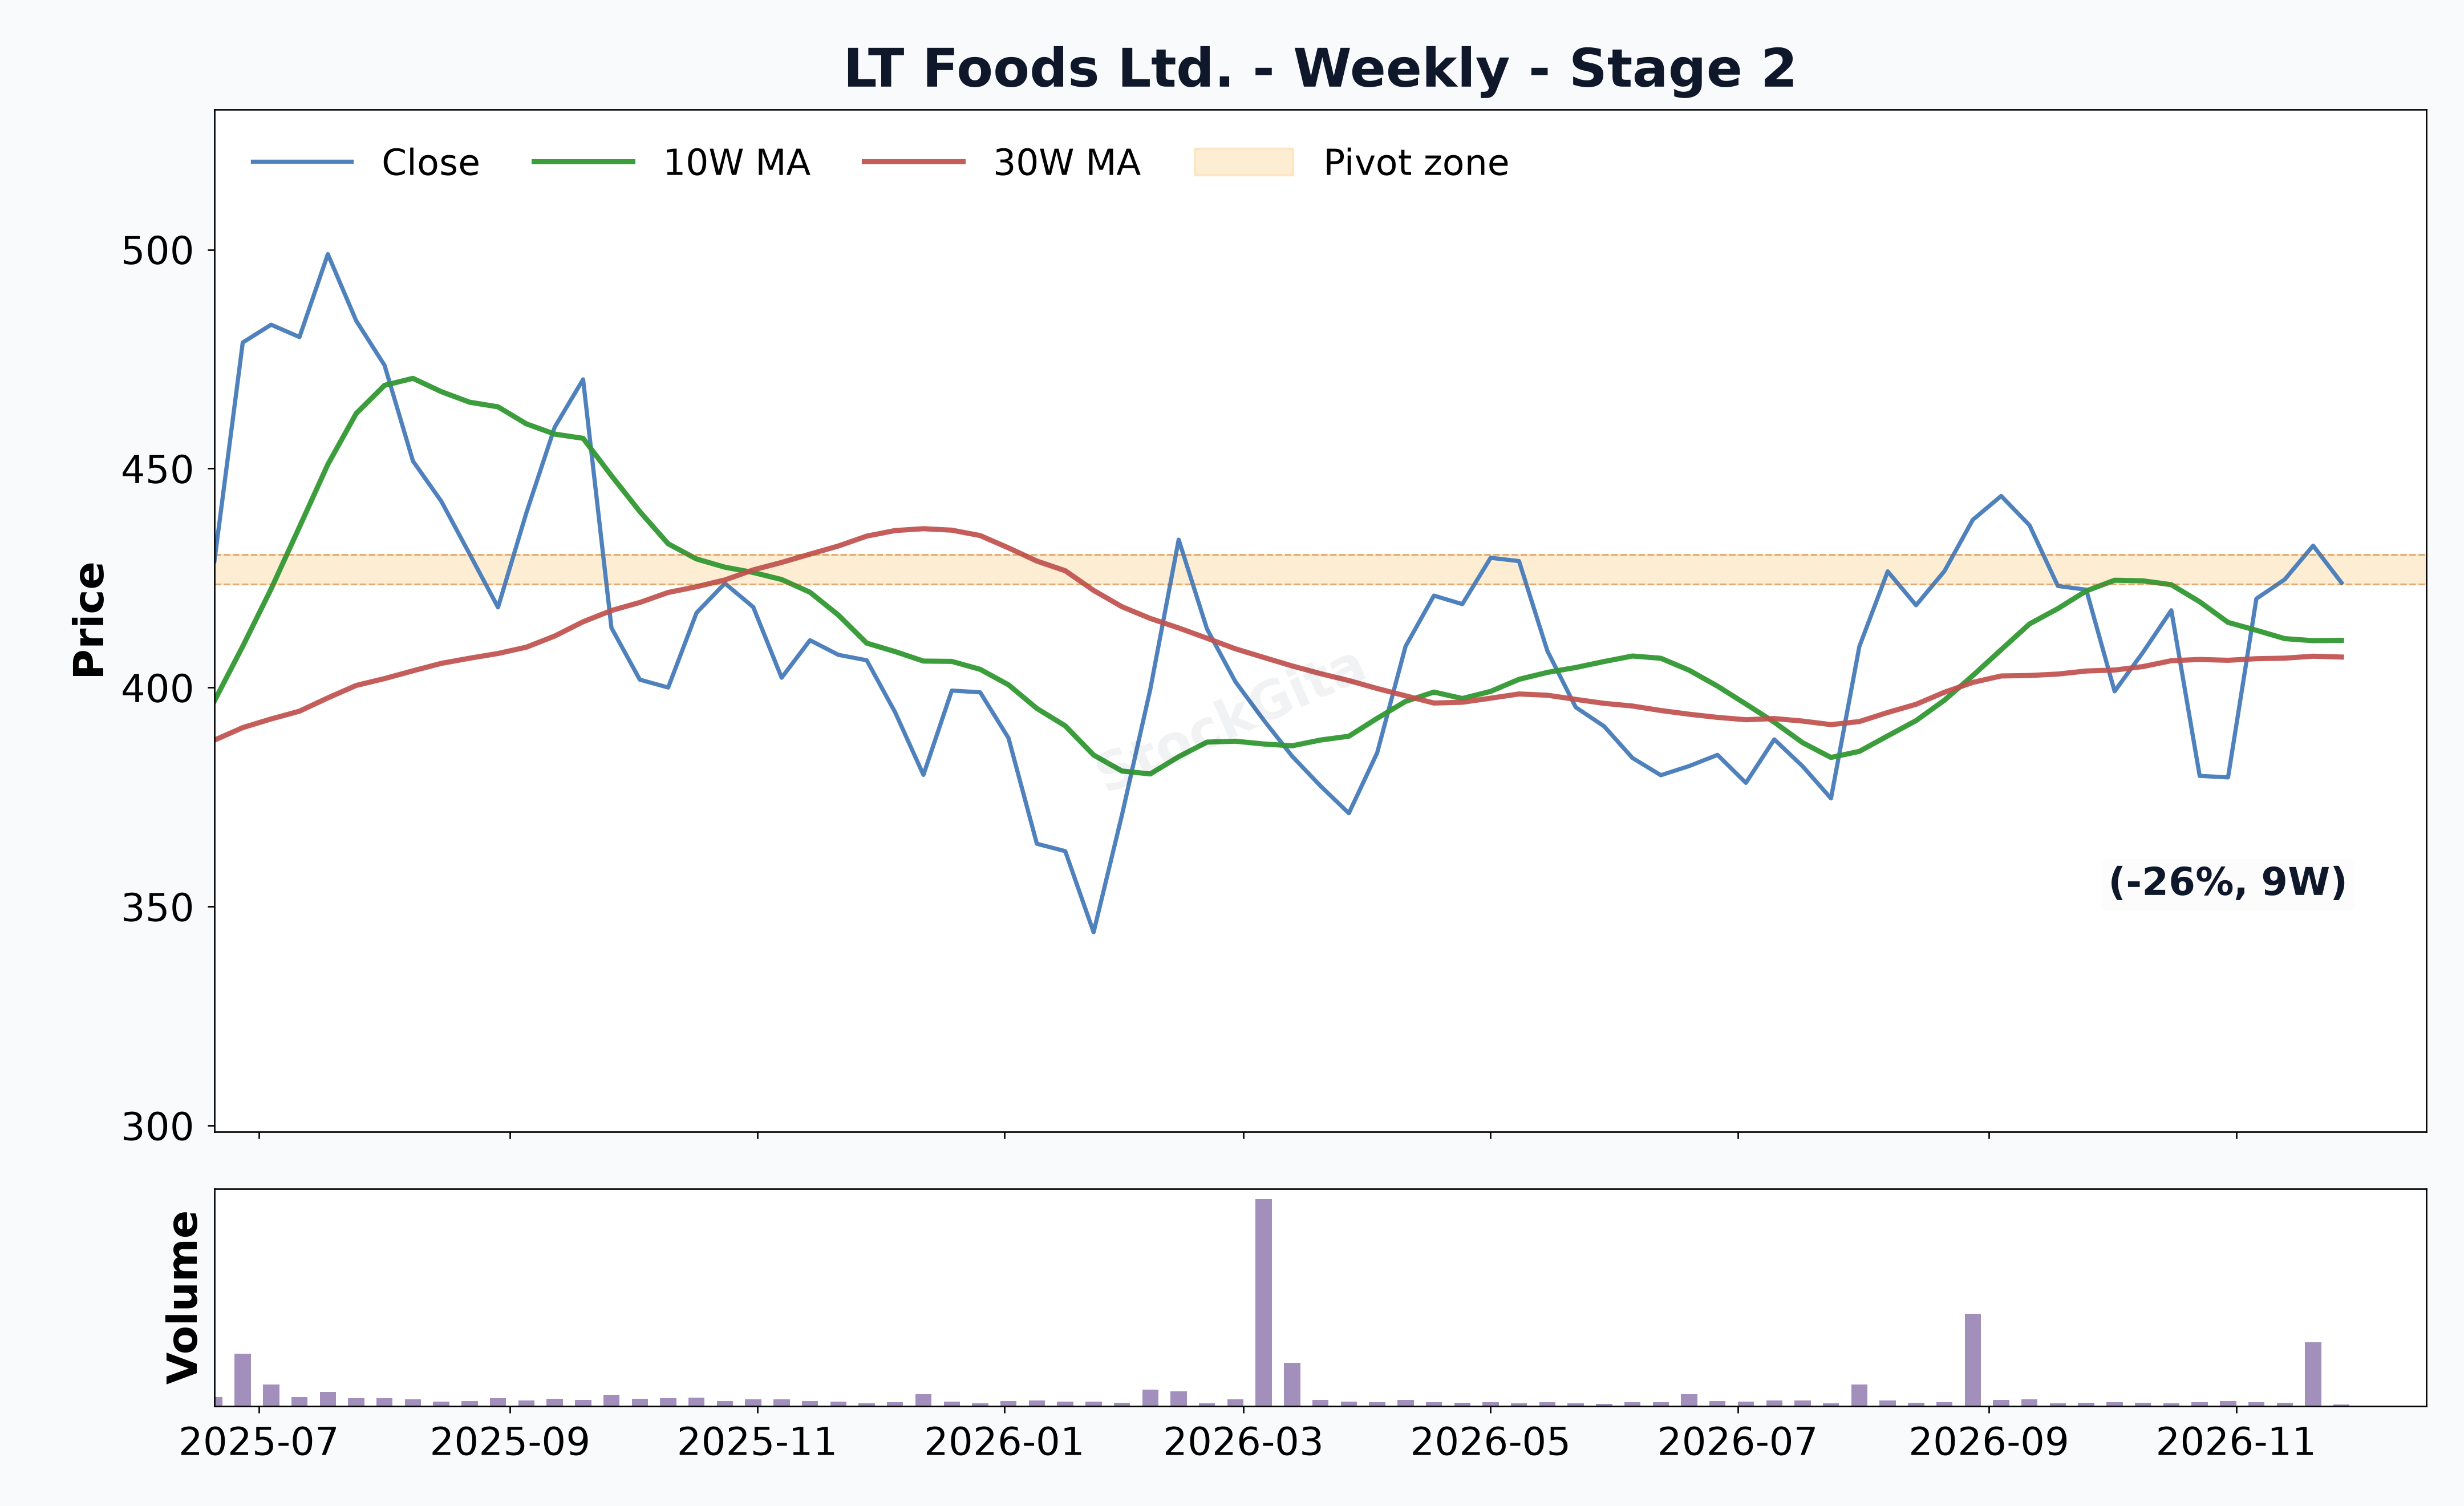 LT Foods Ltd. - Weekly - Stage 2
Close 10W MA 30W MA Pivot zone
500
450
400
350
300
Price
StockGita
(-26%, 9W)
Volume
2025-07 2025-09 2025-11 2026-01 2026-03 2026-05 2026-07 2026-09 2026-11